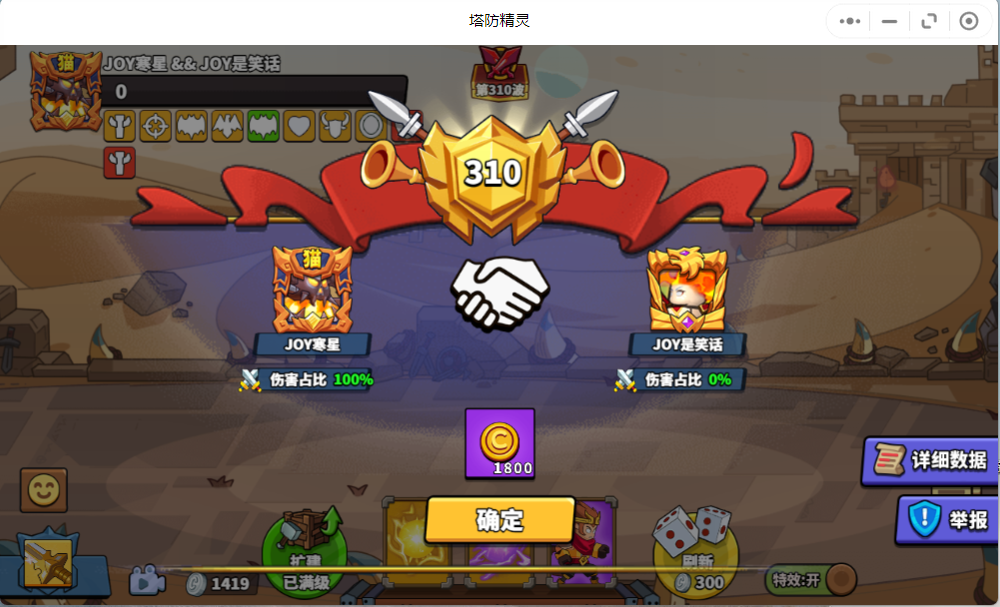 塔防精灵
猫
JOY寒星 && JOY是笑话
0
第310波
310
猫
JOY寒星
JOY是笑话
伤害占比 100%
伤害占比 0%
1800
详细数据
确定
举报
扩建
已满级
刷新
300
1419
特效:开